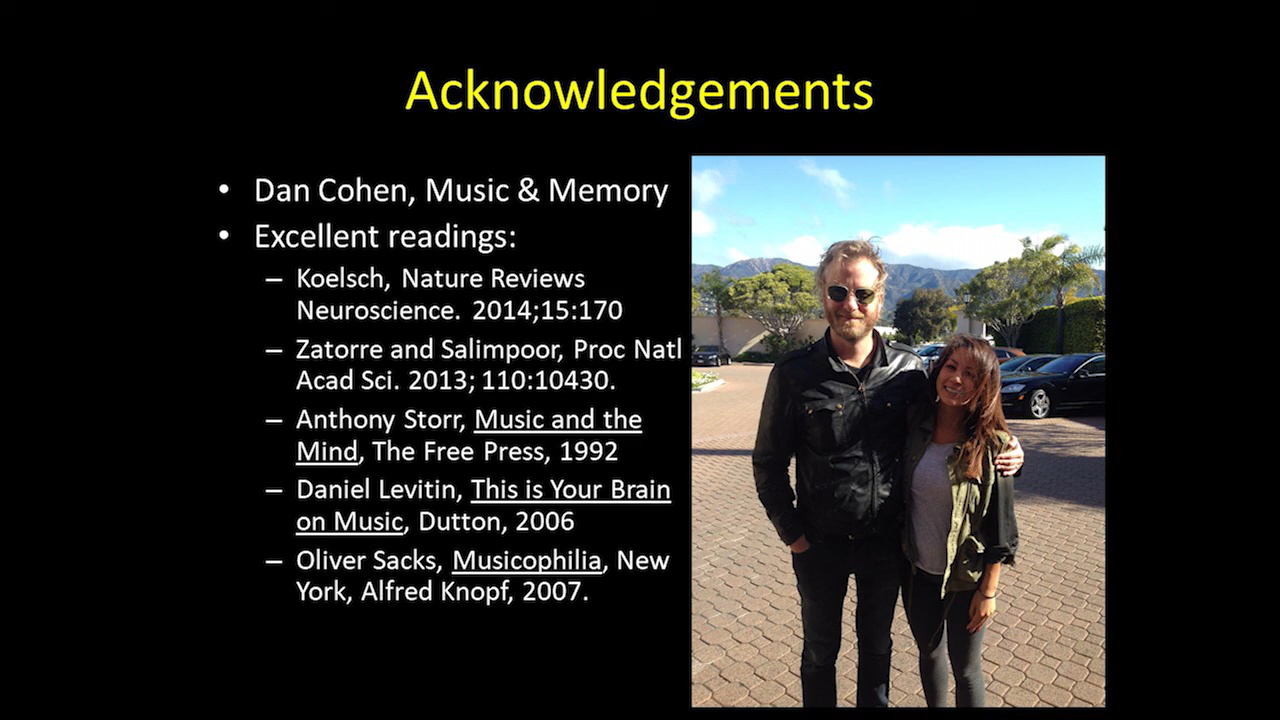 Acknowledgements
• Dan Cohen, Music & Memory
• Excellent readings:
– Koelsch, Nature Reviews
Neuroscience. 2014;15:170
– Zatorre and Salimpoor, Proc Natl
Acad Sci. 2013; 110:10430.
– Anthony Storr, Music and the
Mind, The Free Press, 1992
– Daniel Levitin, This is Your Brain
on Music, Dutton, 2006
– Oliver Sacks, Musicophilia, New
York, Alfred Knopf, 2007.